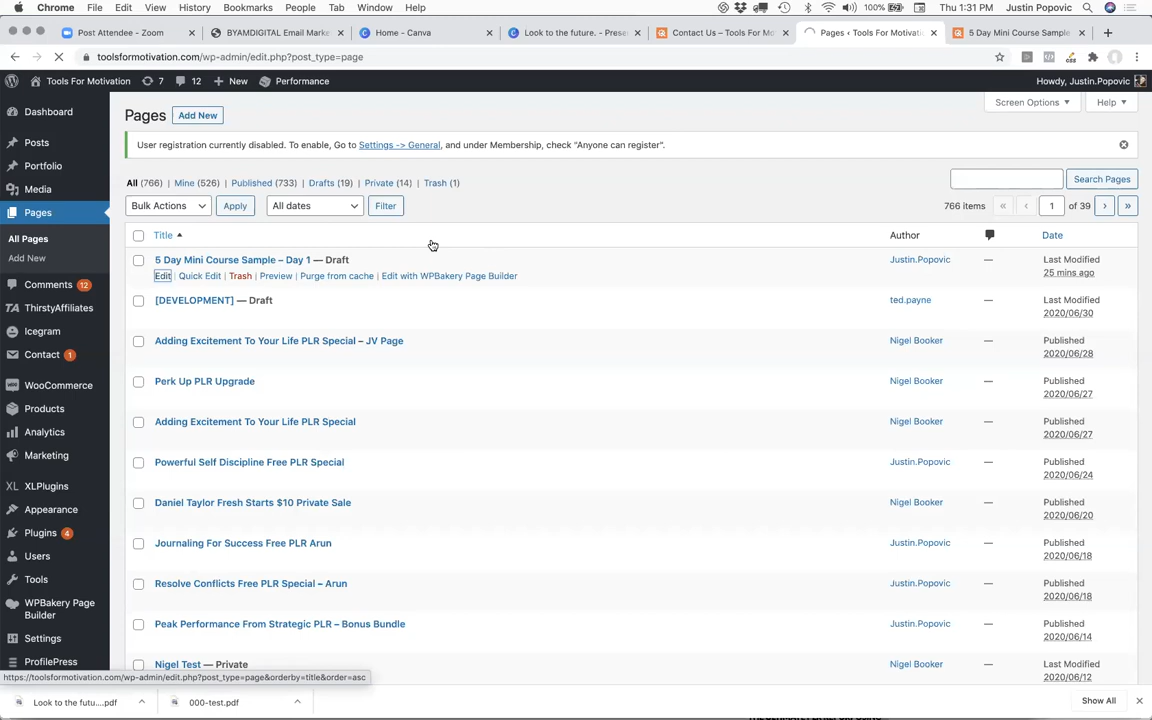 Chrome File Edit View History Bookmarks People Tab Window Help 100% Thu 1:31 PM Justin Popovic
Post Attendee - Zoom BYAMDIGITAL Email Marke Home - Canva Look to the future. - Prese Contact Us – Tools For Mo Pages ‹ Tools For Motivation 5 Day Mini Course Sample
toolsformotivation.com/wp-admin/edit.php?post_type=page
Tools For Motivation 7 12 + New Performance Howdy, Justin.Popovic
Screen Options ▼ Help ▼
Dashboard
Posts
Portfolio
Media
Pages
All Pages
Add New
Comments 12
ThirstyAffiliates
Icegram
Contact 1
WooCommerce
Products
Analytics
Marketing
XL XLPlugins
Appearance
Plugins 4
Users
Tools
WPBakery Page
Builder
Settings
ProfilePress
Pages Add New
User registration currently disabled. To enable, Go to Settings -> General, and under Membership, check "Anyone can register".
All (766) | Mine (526) | Published (733) | Drafts (19) | Private (14) | Trash (1)
Search Pages
Bulk Actions Apply All dates Filter 766 items « ‹ 1 of 39 › »
Title Author Date
5 Day Mini Course Sample – Day 1 — Draft Justin.Popovic — Last Modified
25 mins ago
Edit | Quick Edit | Trash | Preview | Purge from cache | Edit with WPBakery Page Builder
[DEVELOPMENT] — Draft ted.payne — Last Modified
2020/06/30
Adding Excitement To Your Life PLR Special – JV Page Nigel Booker — Published
2020/06/28
Perk Up PLR Upgrade Nigel Booker — Published
2020/06/27
Adding Excitement To Your Life PLR Special Nigel Booker — Published
2020/06/27
Powerful Self Discipline Free PLR Special Justin.Popovic — Published
2020/06/24
Daniel Taylor Fresh Starts $10 Private Sale Nigel Booker — Published
2020/06/20
Journaling For Success Free PLR Arun Justin.Popovic — Published
2020/06/18
Resolve Conflicts Free PLR Special – Arun Justin.Popovic — Published
2020/06/18
Peak Performance From Strategic PLR – Bonus Bundle Justin.Popovic — Published
2020/06/14
Nigel Test — Private Nigel Booker — Last Modified
2020/06/12
https://toolsformotivation.com/wp-admin/edit.php?post_type=page&orderby=title&order=asc
Look to the futu....pdf 000-test.pdf Show All